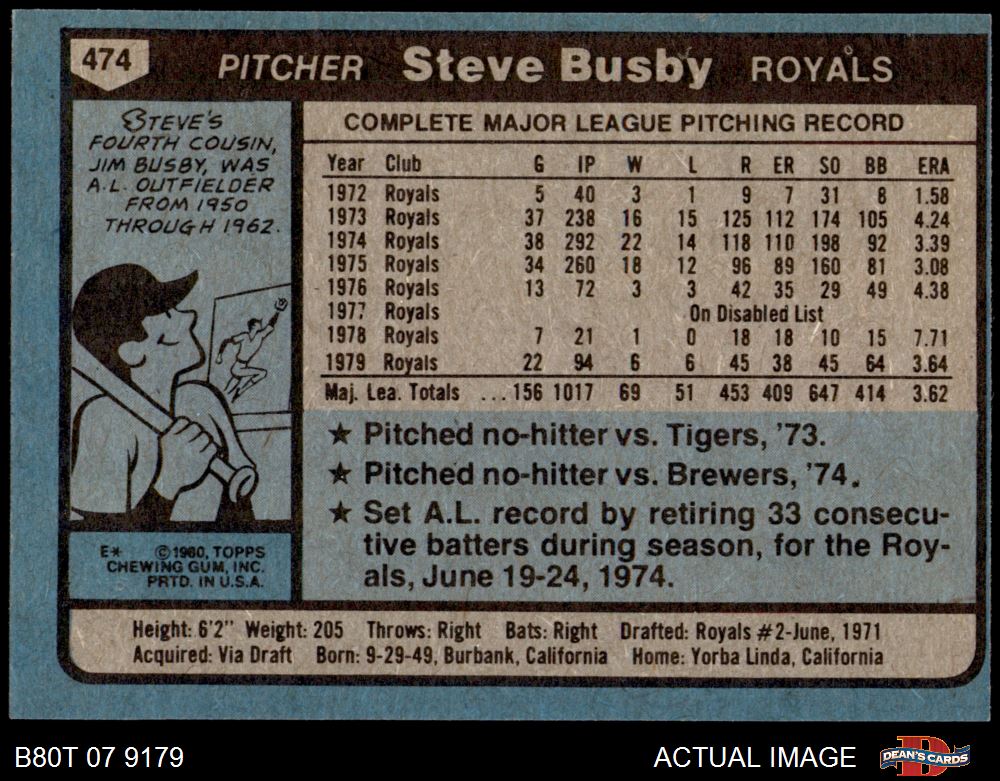 474 PITCHER Steve Busby ROYALS
STEVE'S
FOURTH COUSIN,
JIM BUSBY, WAS
A.L. OUTFIELDER
FROM 1950
THROUGH 1962.
COMPLETE MAJOR LEAGUE PITCHING RECORD
Year Club G IP W L R ER SO BB ERA
1972 Royals 5 40 3 1 9 7 31 8 1.58
1973 Royals 37 238 16 15 125 112 174 105 4.24
1974 Royals 38 292 22 14 118 110 198 92 3.39
1975 Royals 34 260 18 12 96 89 160 81 3.08
1976 Royals 13 72 3 3 42 35 29 49 4.38
1977 Royals On Disabled List
1978 Royals 7 21 1 0 18 18 10 15 7.71
1979 Royals 22 94 6 6 45 38 45 64 3.64
Maj. Lea. Totals ... 156 1017 69 51 453 409 647 414 3.62
★ Pitched no-hitter vs. Tigers, '73.
★ Pitched no-hitter vs. Brewers, '74.
★ Set A.L. record by retiring 33 consecu-
tive batters during season, for the Roy-
als, June 19-24, 1974.
E* ©1980, TOPPS
CHEWING GUM, INC.
PRTD. IN U.S.A.
Height: 6'2" Weight: 205 Throws: Right Bats: Right Drafted: Royals #2-June, 1971
Acquired: Via Draft Born: 9-29-49, Burbank, California Home: Yorba Linda, California
B80T 07 9179 ACTUAL IMAGE DEAN'S CARDS